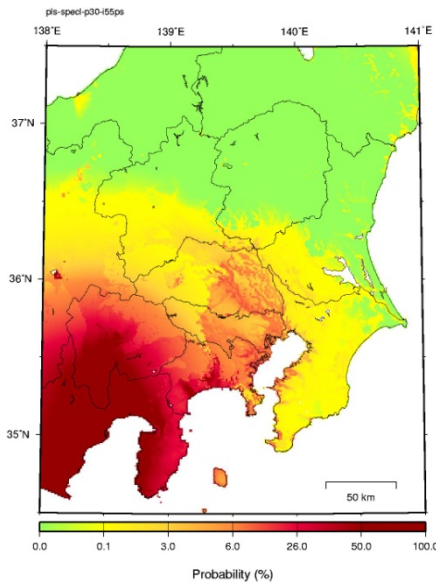 pls-specl-p30-i55ps
138°E 139°E 140°E 141°E
37°N
36°N
35°N
50 km
0.0 0.1 3.0 6.0 26.0 50.0 100.0
Probability (%)